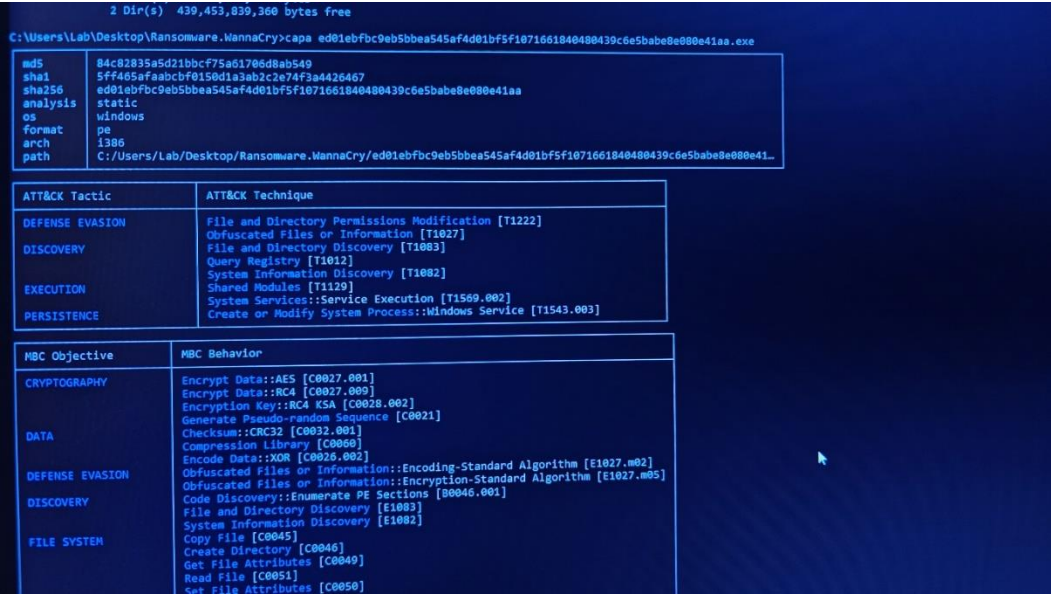 2 Dir(s) 439,453,839,360 bytes free
C:\Users\Lab\Desktop\Ransomware.WannaCry>capa ed01ebfbc9eb5bbea545af4d01bf5f1071661840480439c6e5babe8e080e41aa.exe
md5 84c82835a5d21bbcf75a61706d8ab549
sha1 5ff465afaabcbf0150d1a3ab2c2e74f3a4426467
sha256 ed01ebfbc9eb5bbea545af4d01bf5f1071661840480439c6e5babe8e080e41aa
analysis static
os windows
format pe
arch i386
path C:/Users/Lab/Desktop/Ransomware.WannaCry/ed01ebfbc9eb5bbea545af4d01bf5f1071661840480439c6e5babe8e080e41…
ATT&CK Tactic ATT&CK Technique
DEFENSE EVASION File and Directory Permissions Modification [T1222]
Obfuscated Files or Information [T1027]
DISCOVERY File and Directory Discovery [T1083]
Query Registry [T1012]
System Information Discovery [T1082]
EXECUTION Shared Modules [T1129]
System Services::Service Execution [T1569.002]
PERSISTENCE Create or Modify System Process::Windows Service [T1543.003]
MBC Objective MBC Behavior
CRYPTOGRAPHY Encrypt Data::AES [C0027.001]
Encrypt Data::RC4 [C0027.009]
Encryption Key::RC4 KSA [C0028.002]
Generate Pseudo-random Sequence [C0021]
DATA Checksum::CRC32 [C0032.001]
Compression Library [C0060]
Encode Data::XOR [C0026.002]
DEFENSE EVASION Obfuscated Files or Information::Encoding-Standard Algorithm [E1027.m02]
Obfuscated Files or Information::Encryption-Standard Algorithm [E1027.m05]
DISCOVERY Code Discovery::Enumerate PE Sections [B0046.001]
File and Directory Discovery [E1083]
System Information Discovery [E1082]
FILE SYSTEM Copy File [C0045]
Create Directory [C0046]
Get File Attributes [C0049]
Read File [C0051]
Set File Attributes [C0050]